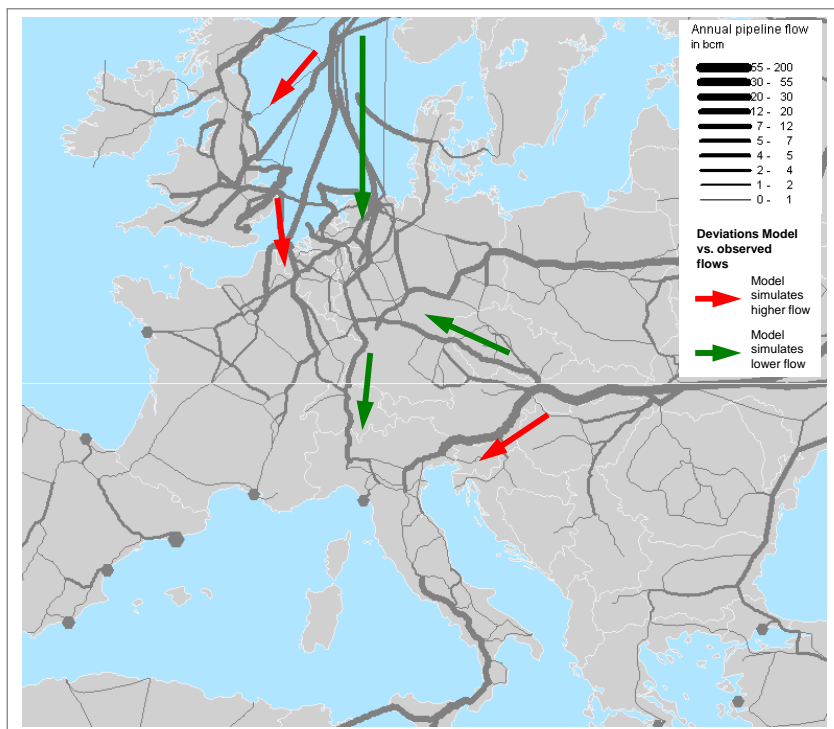 Annual pipeline flow
in bcm
55 - 200
30 - 55
20 - 30
12 - 20
7 - 12
5 - 7
4 - 5
2 - 4
1 - 2
0 - 1
Deviations Model
vs. observed
flows
Model
simulates
higher flow
Model
simulates
lower flow